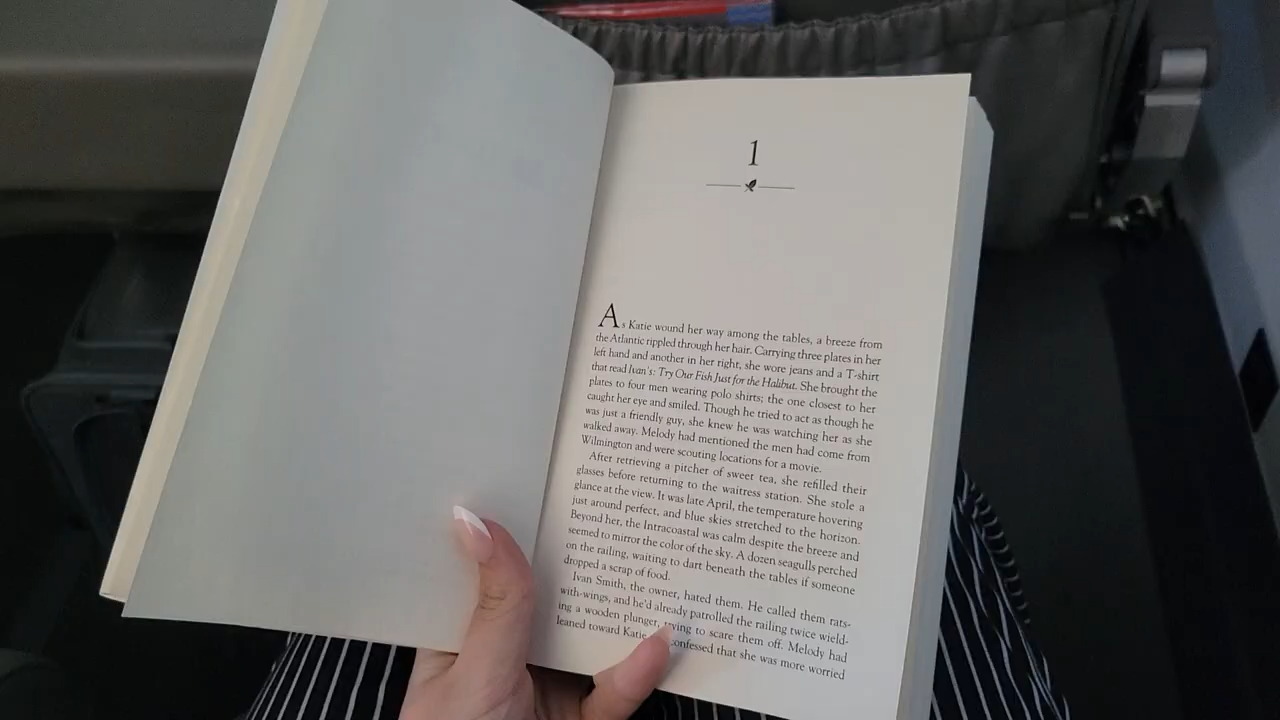 1
As Katie wound her way among the tables, a breeze from
the Atlantic rippled through her hair. Carrying three plates in her
left hand and another in her right, she wore jeans and a T-shirt
that read Ivan's: Try Our Fish Just for the Halibut. She brought the
plates to four men wearing polo shirts; the one closest to her
caught her eye and smiled. Though he tried to act as though he
was just a friendly guy, she knew he was watching her as she
walked away. Melody had mentioned the men had come from
Wilmington and were scouting locations for a movie.
After retrieving a pitcher of sweet tea, she refilled their
glasses before returning to the waitress station. She stole a
glance at the view. It was late April, the temperature hovering
just around perfect, and blue skies stretched to the horizon.
Beyond her, the Intracoastal was calm despite the breeze and
seemed to mirror the color of the sky. A dozen seagulls perched
on the railing, waiting to dart beneath the tables if someone
dropped a scrap of food.
Ivan Smith, the owner, hated them. He called them rats-
with-wings, and he'd already patrolled the railing twice wield-
ing a wooden plunger, trying to scare them off. Melody had
leaned toward Katie confessed that she was more worried